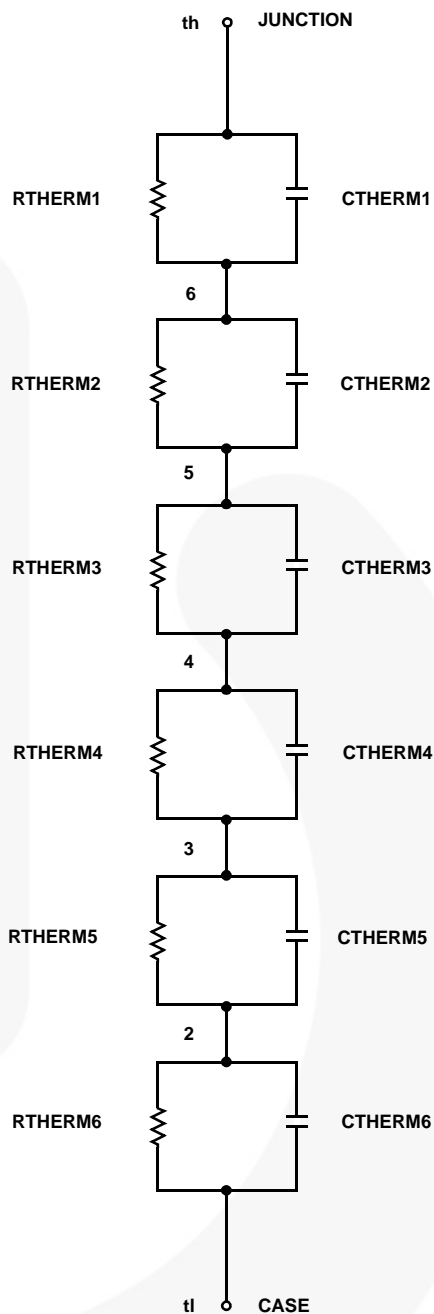 th JUNCTION
RTHERM1 CTHERM1
6
RTHERM2 CTHERM2
5
RTHERM3 CTHERM3
4
RTHERM4 CTHERM4
3
RTHERM5 CTHERM5
2
RTHERM6 CTHERM6
tl CASE